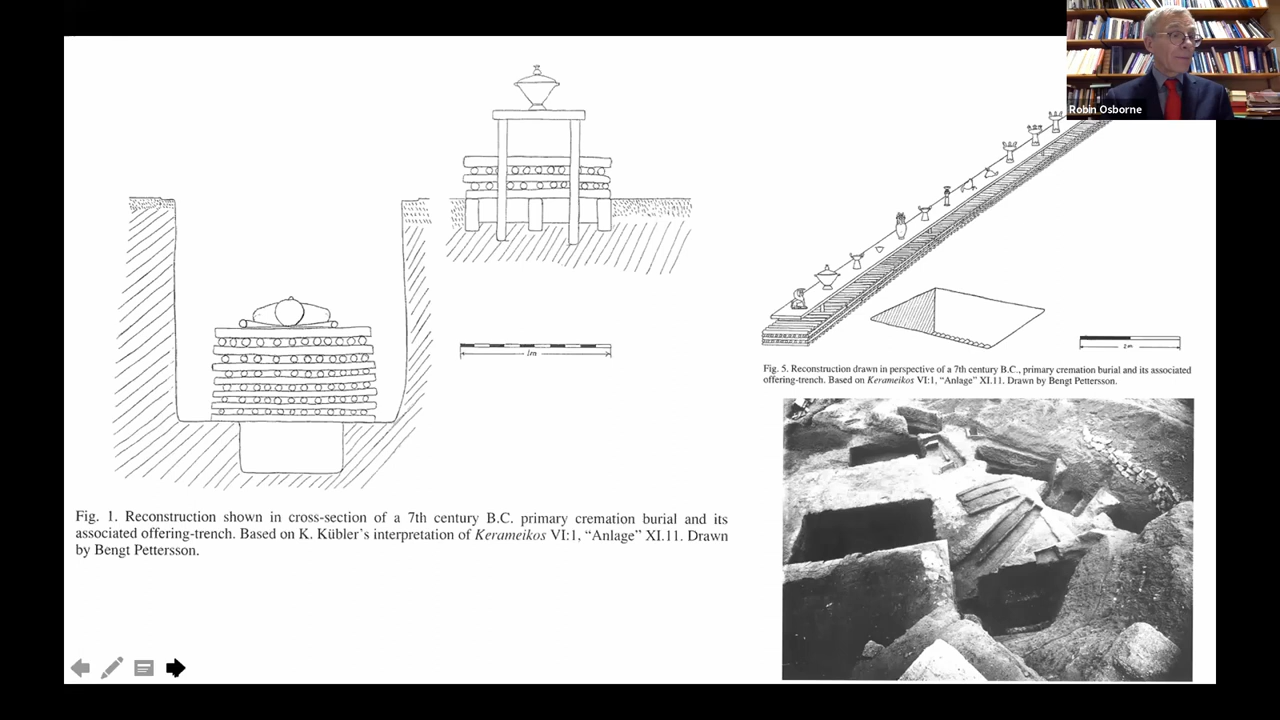 Robin Osborne
1m
Fig. 1. Reconstruction shown in cross-section of a 7th century B.C. primary cremation burial and its
associated offering-trench. Based on K. Kübler's interpretation of Kerameikos VI:1, “Anlage” XI.11. Drawn
by Bengt Pettersson.
2m
Fig. 5. Reconstruction drawn in perspective of a 7th century B.C., primary cremation burial and its associated
offering-trench. Based on Kerameikos VI:1, “Anlage” XI.11. Drawn by Bengt Pettersson.